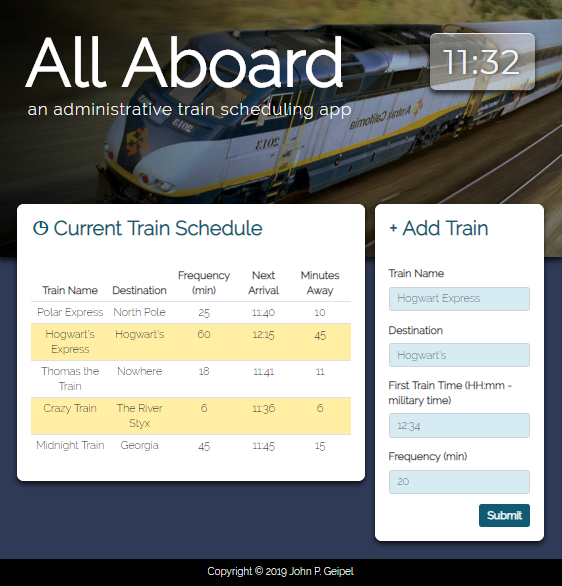 All Aboard
11:32
an administrative train scheduling app
Amtrak California
2013
2013
Current Train Schedule
Train Name Destination Frequency (min) Next Arrival Minutes Away
Polar Express North Pole 25 11:40 10
Hogwart's Express Hogwart's 60 12:15 45
Thomas the Train Nowhere 18 11:41 11
Crazy Train The River Styx 6 11:36 6
Midnight Train Georgia 45 11:45 15
+ Add Train
Train Name
Hogwart Express
Destination
Hogwart's
First Train Time (HH:mm -
military time)
12:34
Frequency (min)
20
Submit
Copyright © 2019 John P. Geipel